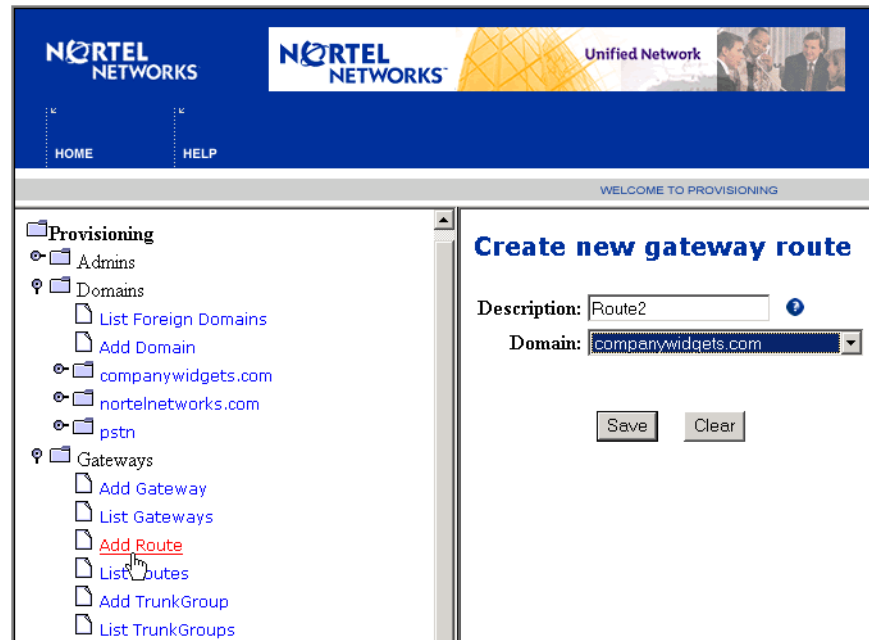 NORTEL
NETWORKS
NORTEL
NETWORKS
Unified Network
HOME
HELP
WELCOME TO PROVISIONING
Provisioning
Admins
Domains
List Foreign Domains
Add Domain
companywidgets.com
nortelnetworks.com
pstn
Gateways
Add Gateway
List Gateways
Add Route
List Routes
Add TrunkGroup
List TrunkGroups
Create new gateway route
Description: Route2 ?
Domain: companywidgets.com
Save Clear